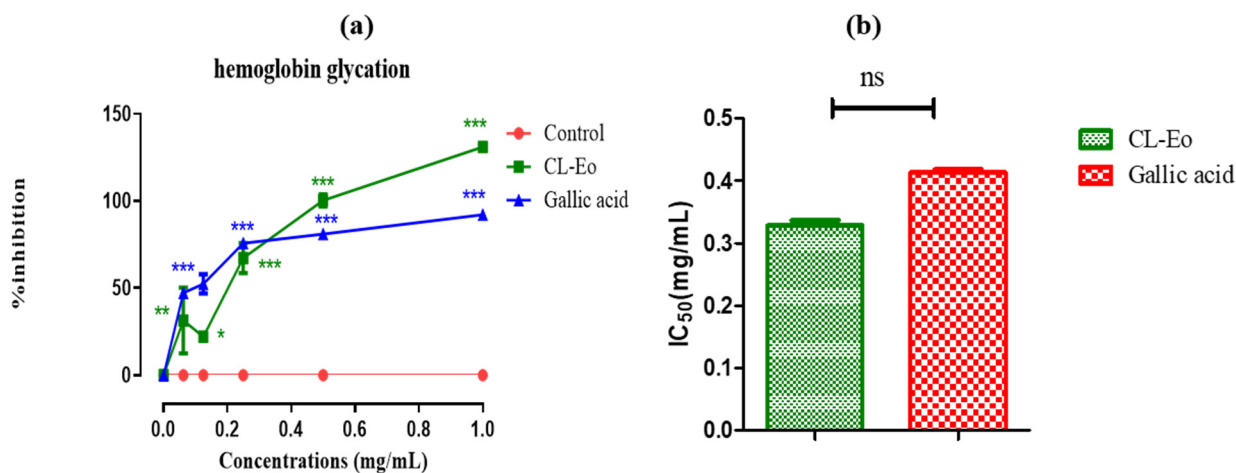 (a)
hemoglobin glycation
%inhibition
150
100
50
0
0.0 0.2 0.4 0.6 0.8 1.0
Concentrations (mg/mL)
** *** * *** *** *** *** *** ***
Control
CL-Eo
Gallic acid
(b)
ns
IC50(mg/mL)
0.5
0.4
0.3
0.2
0.1
0.0
CL-Eo
Gallic acid